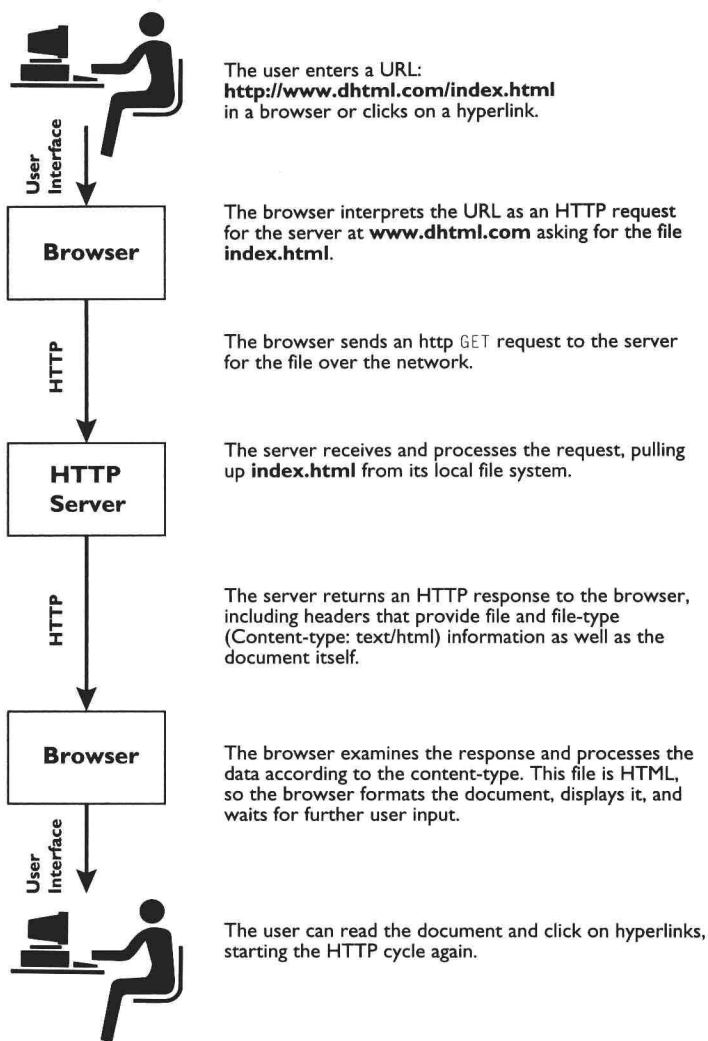 The user enters a URL:
http://www.dhtml.com/index.html
in a browser or clicks on a hyperlink.
User
Interface
Browser
The browser interprets the URL as an HTTP request
for the server at www.dhtml.com asking for the file
index.html.
HTTP
The browser sends an http GET request to the server
for the file over the network.
HTTP
Server
The server receives and processes the request, pulling
up index.html from its local file system.
HTTP
The server returns an HTTP response to the browser,
including headers that provide file and file-type
(Content-type: text/html) information as well as the
document itself.
Browser
The browser examines the response and processes the
data according to the content-type. This file is HTML,
so the browser formats the document, displays it, and
waits for further user input.
User
Interface
The user can read the document and click on hyperlinks,
starting the HTTP cycle again.